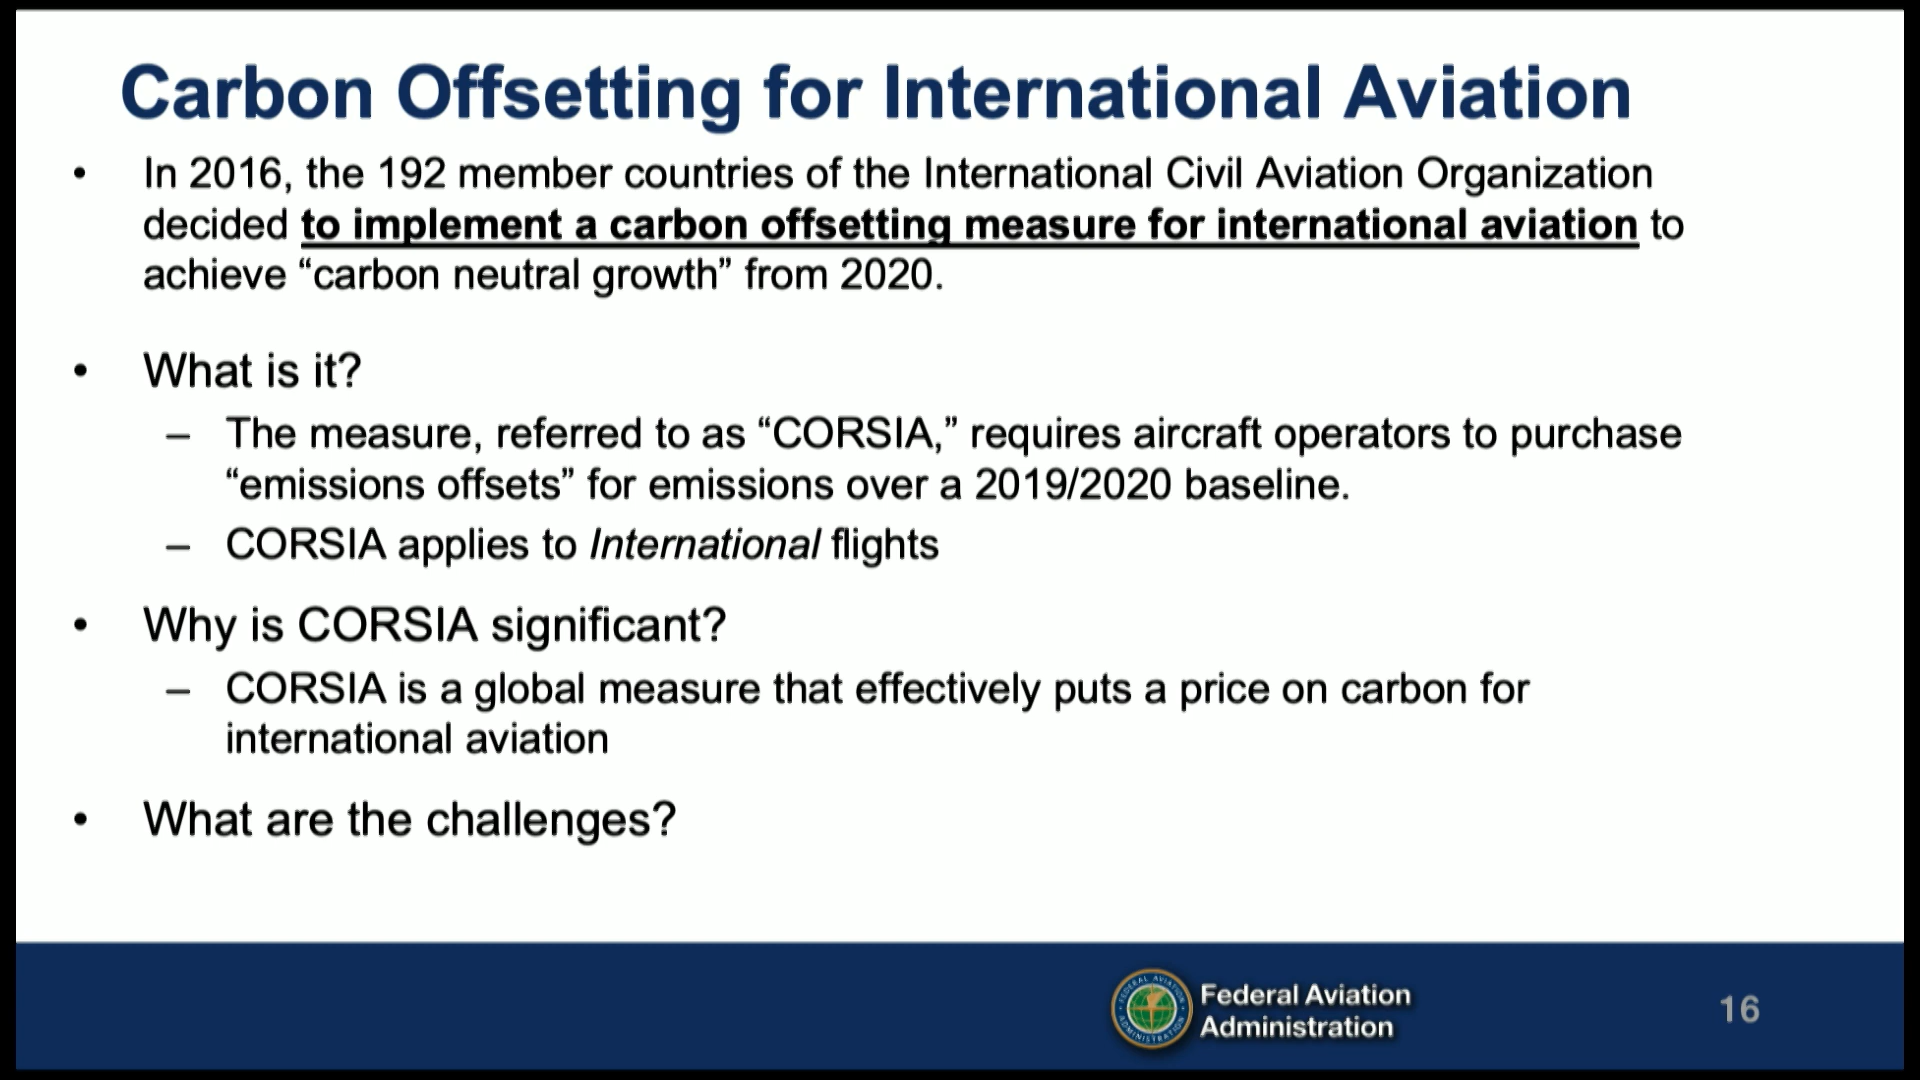 Carbon Offsetting for International Aviation
• In 2016, the 192 member countries of the International Civil Aviation Organization
decided to implement a carbon offsetting measure for international aviation to
achieve “carbon neutral growth” from 2020.
• What is it?
– The measure, referred to as “CORSIA,” requires aircraft operators to purchase
“emissions offsets” for emissions over a 2019/2020 baseline.
– CORSIA applies to International flights
• Why is CORSIA significant?
– CORSIA is a global measure that effectively puts a price on carbon for
international aviation
• What are the challenges?
FEDERAL AVIATION
ADMINISTRATION
Federal Aviation
Administration
16